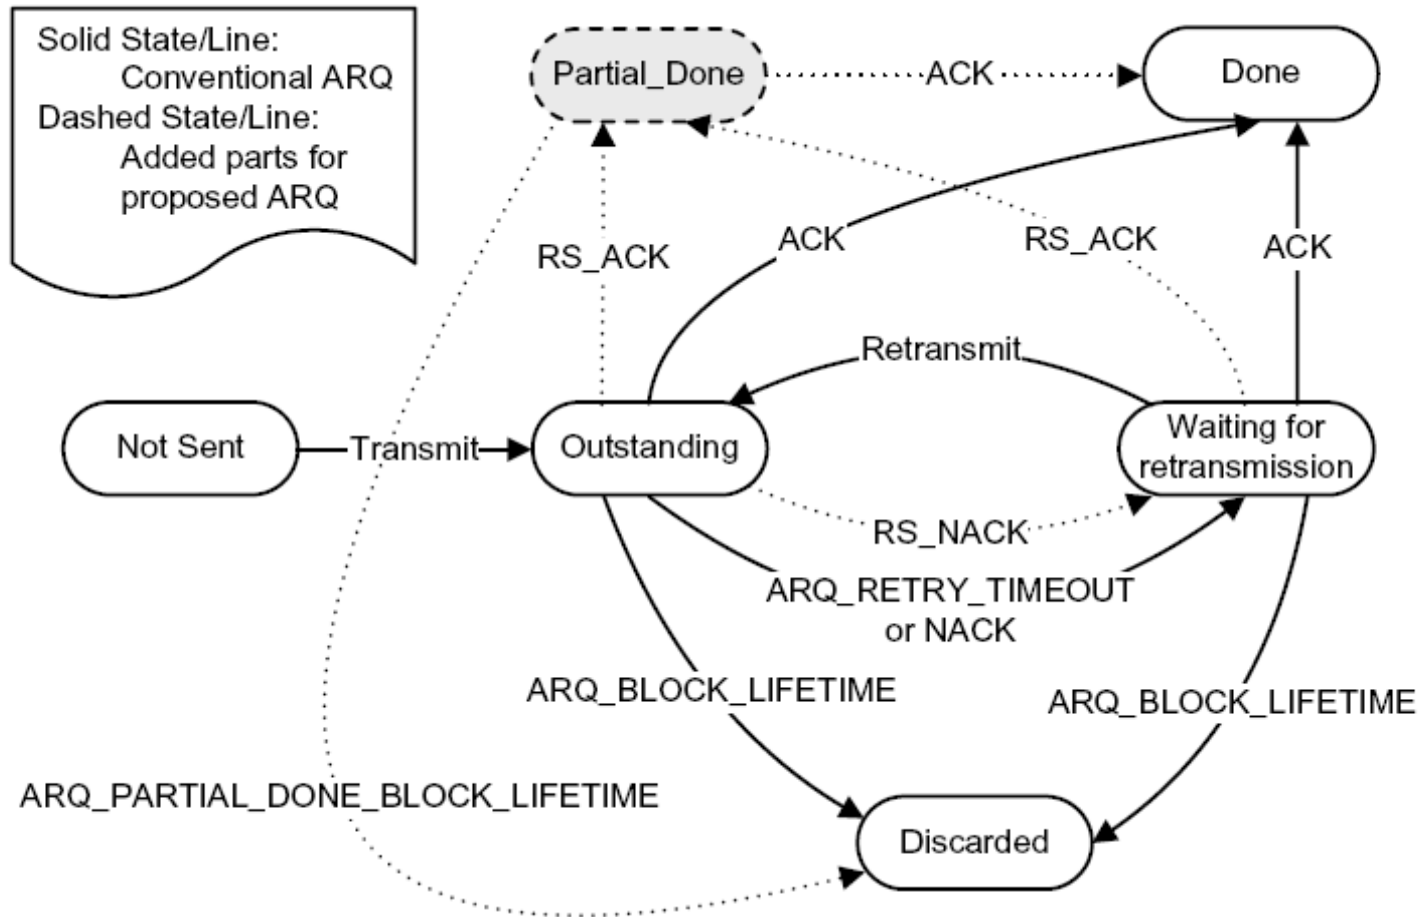 Solid State/Line:
Conventional ARQ
Dashed State/Line:
Added parts for
proposed ARQ
Partial_Done
ACK
Done
RS_ACK
ACK
RS_ACK
ACK
Retransmit
Not Sent
Transmit
Outstanding
Waiting for
retransmission
RS_NACK
ARQ_RETRY_TIMEOUT
or NACK
ARQ_BLOCK_LIFETIME
ARQ_BLOCK_LIFETIME
ARQ_PARTIAL_DONE_BLOCK_LIFETIME
Discarded